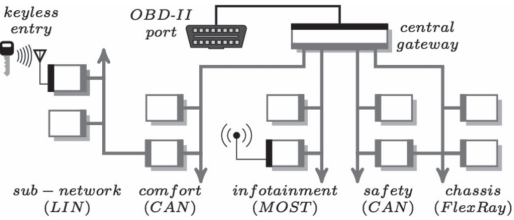 keyless
entry
OBD-II
port
central
gateway
sub − network
(LIN)
comfort
(CAN)
infotainment
(MOST)
safety
(CAN)
chassis
(FlexRay)